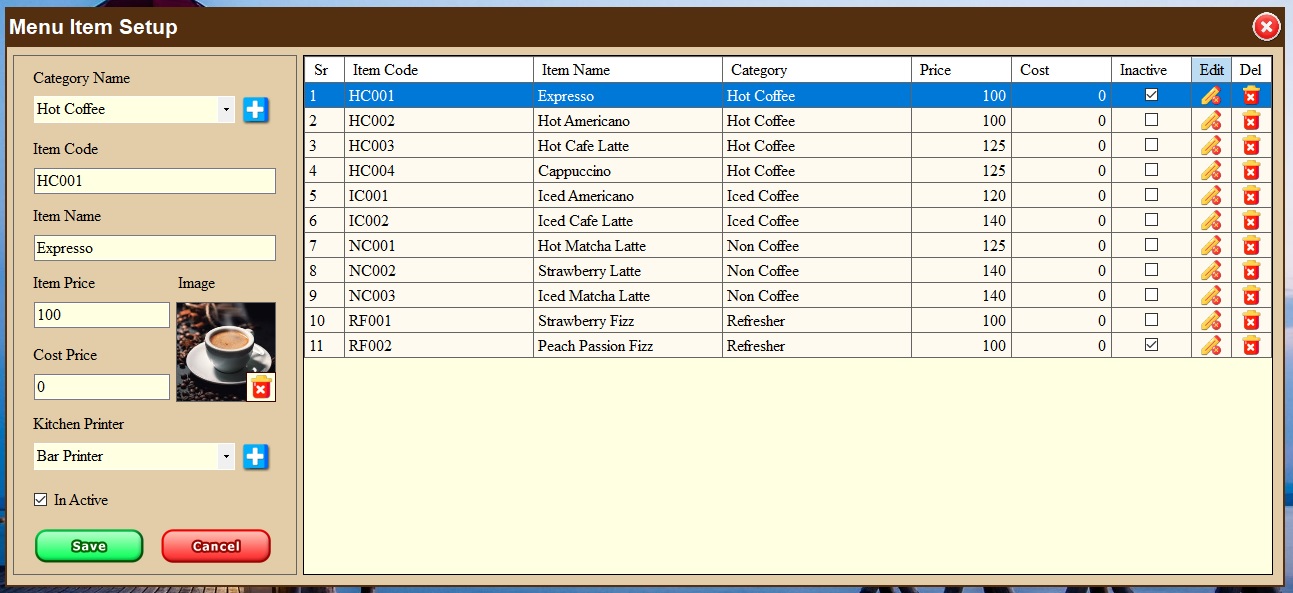 Menu Item Setup
Category Name
Hot Coffee
Item Code
HC001
Item Name
Expresso
Item Price
Image
100
Cost Price
0
Kitchen Printer
Bar Printer
In Active
Save
Cancel
Sr Item Code Item Name Category Price Cost Inactive Edit Del
1 HC001 Expresso Hot Coffee 100 0
2 HC002 Hot Americano Hot Coffee 100 0
3 HC003 Hot Cafe Latte Hot Coffee 125 0
4 HC004 Cappuccino Hot Coffee 125 0
5 IC001 Iced Americano Iced Coffee 120 0
6 IC002 Iced Cafe Latte Iced Coffee 140 0
7 NC001 Hot Matcha Latte Non Coffee 125 0
8 NC002 Strawberry Latte Non Coffee 140 0
9 NC003 Iced Matcha Latte Non Coffee 140 0
10 RF001 Strawberry Fizz Refresher 100 0
11 RF002 Peach Passion Fizz Refresher 100 0